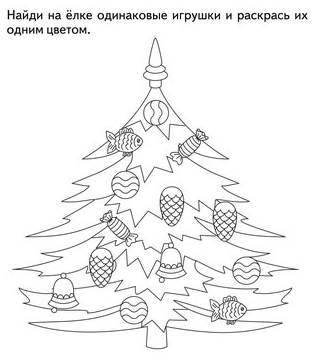 Найди на ёлке одинаковые игрушки и раскрась их
одним цветом.